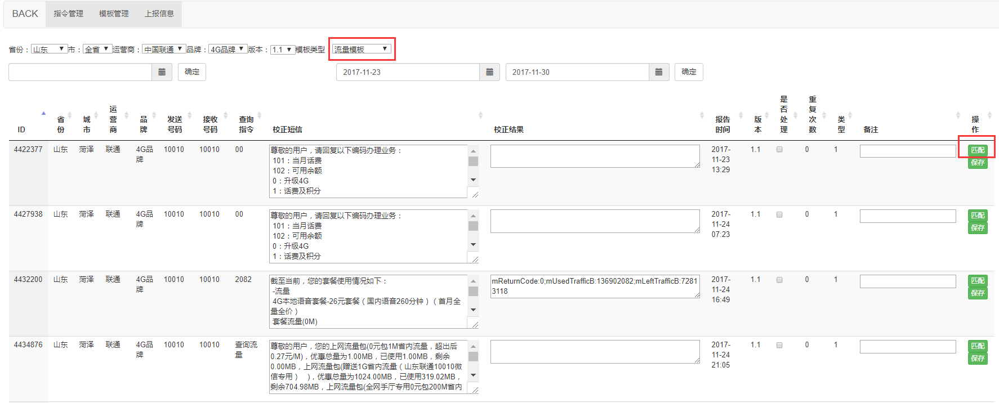 BACK 指令管理 模板管理 上报信息
省份：山东 市：全省 运营商：中国联通 品牌：4G品牌 版本：1.1 模板类型：流量模板
确定 2017-11-23 2017-11-30 确定
ID 省份 城市 运营商 品牌 发送号码 接收号码 查询指令 校正短信 校正结果 报告时间 版本 是否处理 重复次数 类型 备注 操作
4422377 山东 菏泽 联通 4G品牌 10010 10010 00
尊敬的用户，请回复以下编码办理业务：
101：当月话费
102：可用余额
0：升级4G
1：话费及积分
2017-11-23 13:29 1.1 0 1 匹配
保存
4427938 山东 菏泽 联通 4G品牌 10010 10010 00
尊敬的用户，请回复以下编码办理业务：
101：当月话费
102：可用余额
0：升级4G
1：话费及积分
2017-11-24 07:23 1.1 0 1 匹配
保存
4432200 山东 菏泽 联通 4G品牌 10010 10010 2082
截至当前，您的套餐使用情况如下：
-流量
4G本地语音套餐-26元套餐（国内语音260分钟）（首月全
量全价）
套餐流量(0M)
mReturnCode:0;mUsedTrafficB:136902082;mLeftTrafficB:7281
3118
2017-11-24 16:49 1.1 0 1 匹配
保存
4434876 山东 菏泽 联通 4G品牌 10010 10010 查询流量
尊敬的用户，您的上网流量包(0元包1M省内流量，超出后
0.27元/M)，优惠总量为1.00MB，已使用1.00MB，剩余
0.00MB，上网流量包(赠送1G省内流量（山东联通10010微
信专用） )，优惠总量为1024.00MB，已使用319.02MB，
剩余704.98MB，上网流量包(全网手厅专用0元包200M省内
2017-11-24 21:05 1.1 0 1 匹配
保存